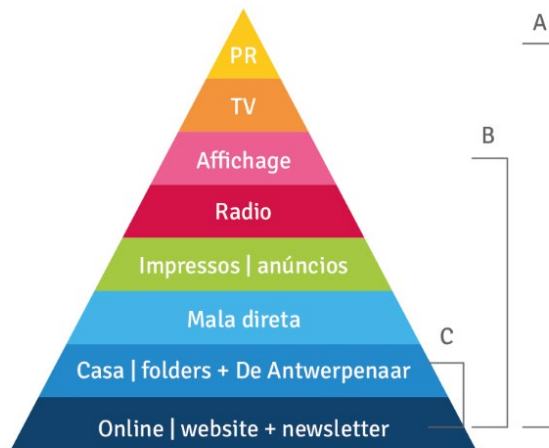 A
PR
TV
B
Affichage
Radio
Impressos | anúncios
Mala direta
C
Casa | folders + De Antwerpenaar
Online | website + newsletter